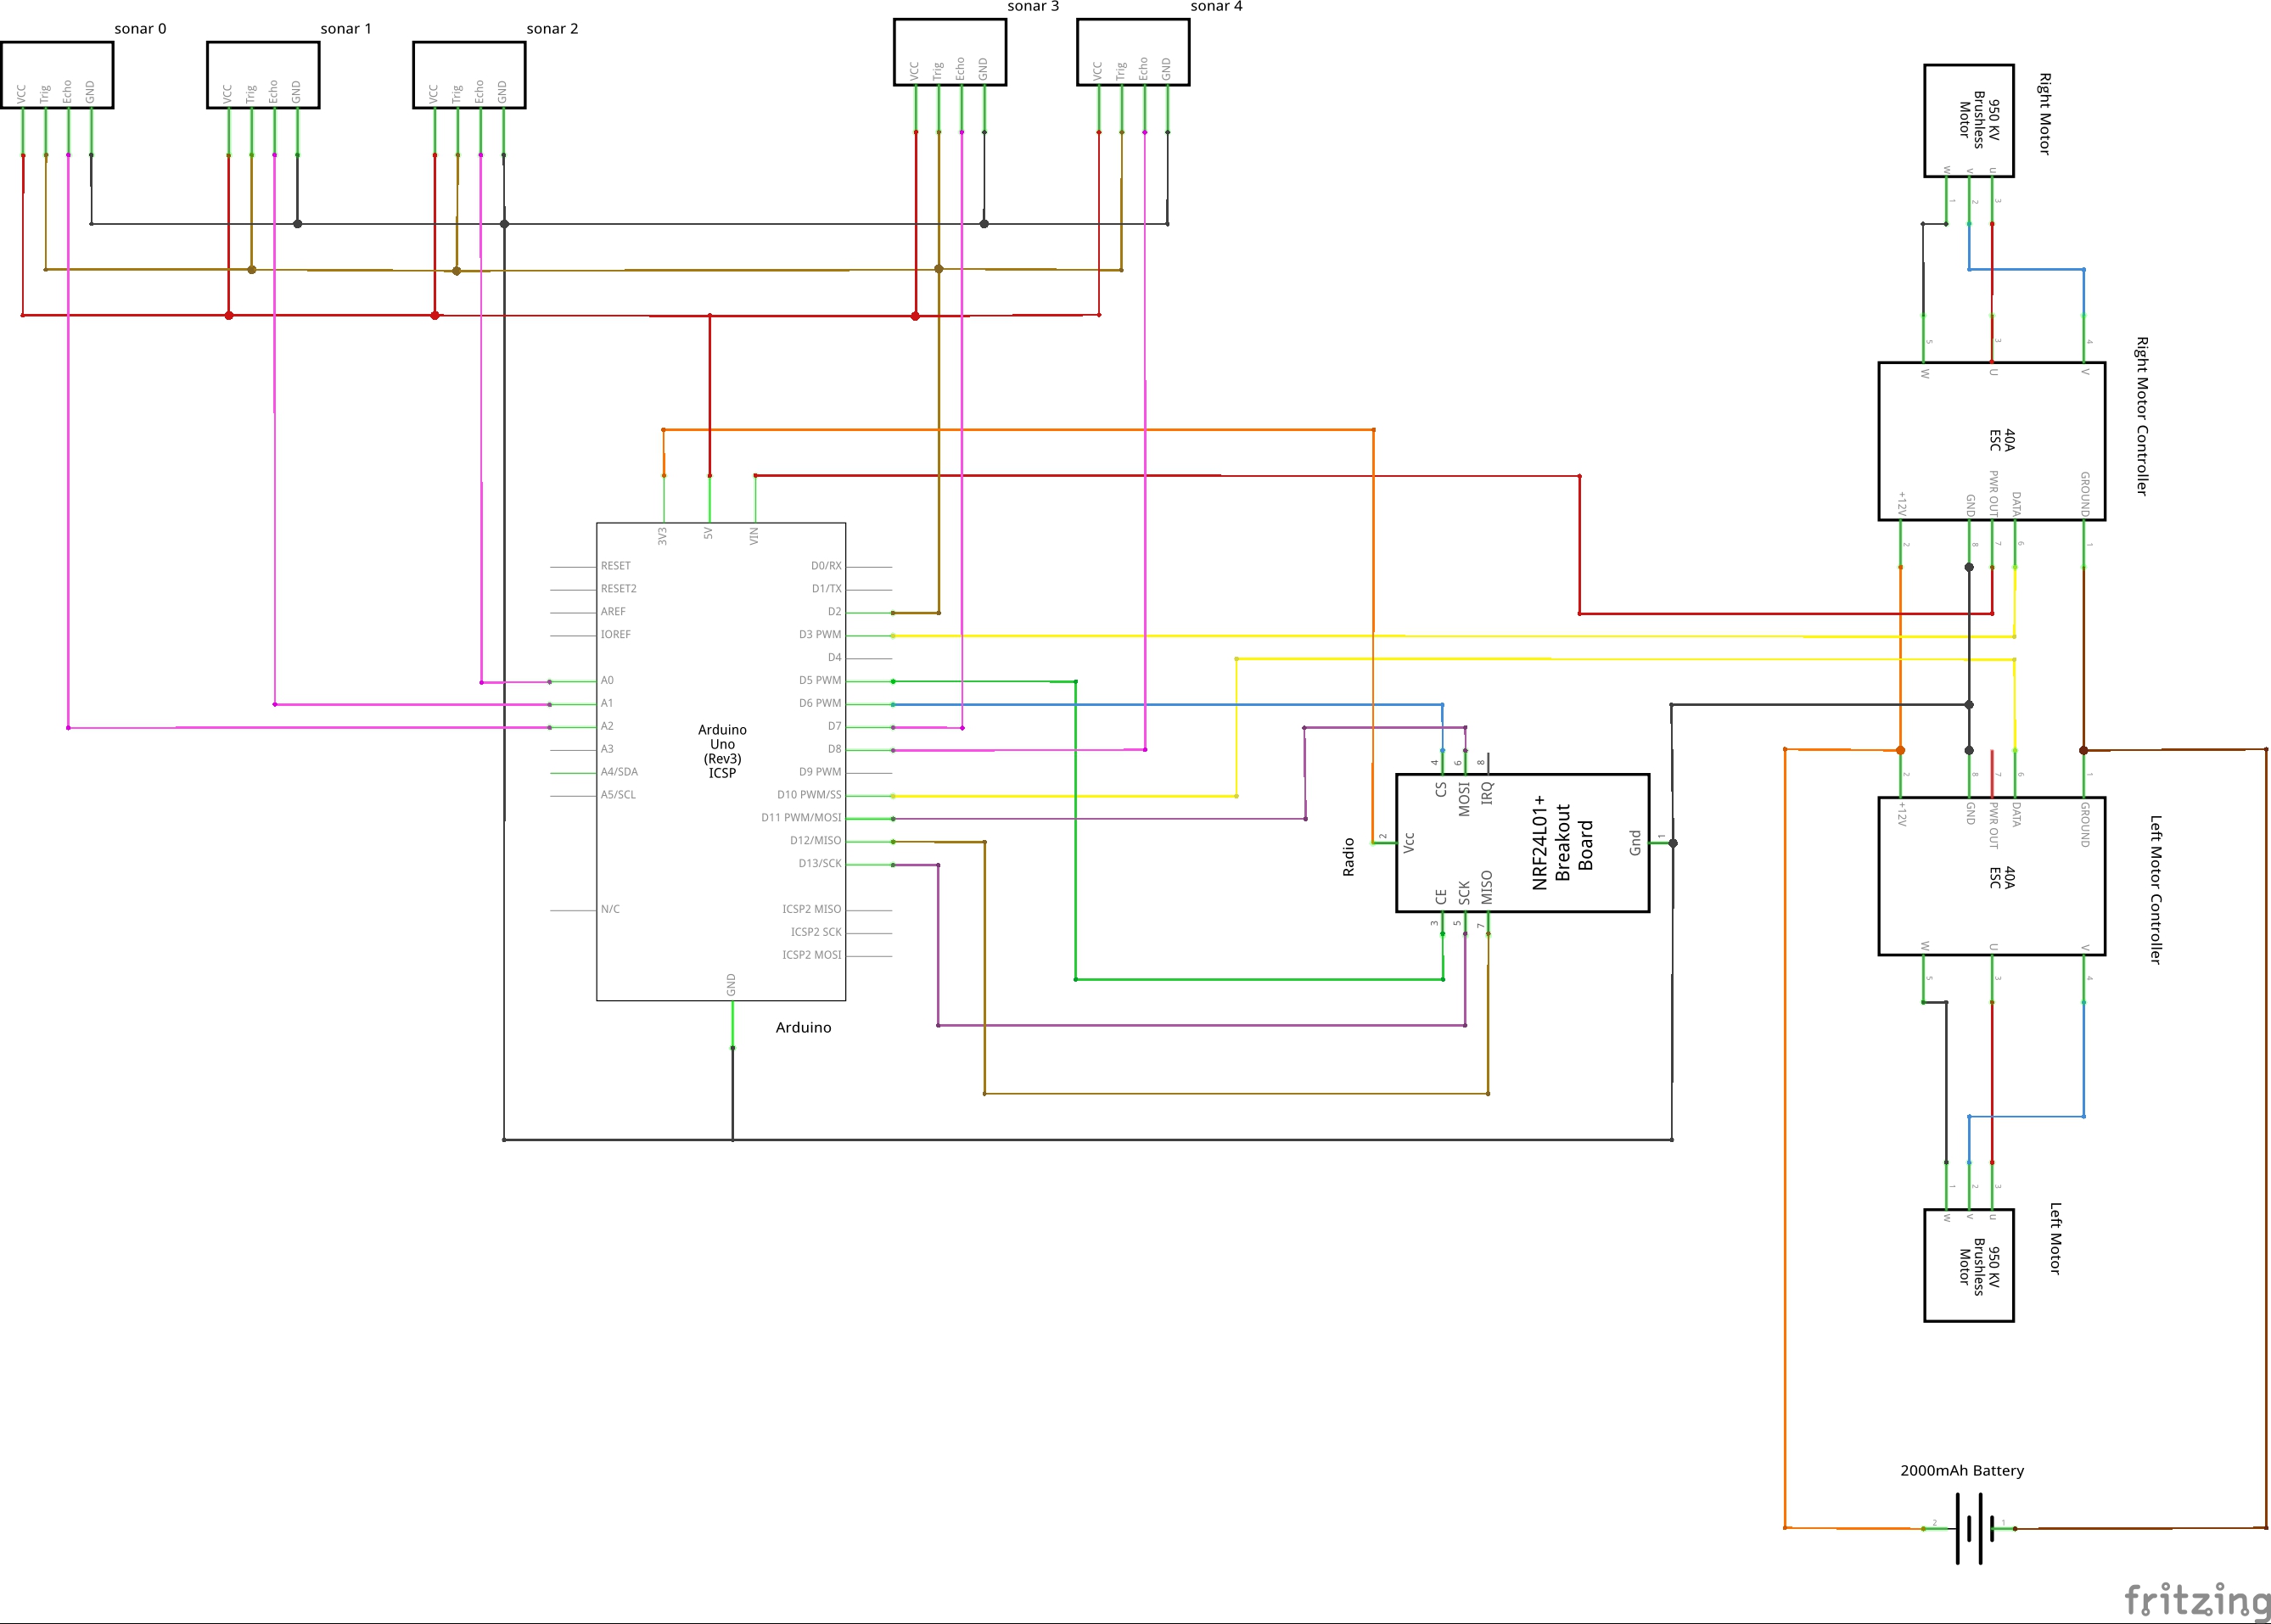 sonar 0
sonar 1
sonar 2
sonar 3
sonar 4
VCC
Trig
Echo
GND
VCC
Trig
Echo
GND
VCC
Trig
Echo
GND
VCC
Trig
Echo
GND
VCC
Trig
Echo
GND
Right Motor
950 KV
Brushless
Motor
W
V
U
1
2
3
Right Motor Controller
5
3
4
W
U
V
40A
ESC
+12V
GND
PWR OUT
DATA
GROUND
2
8
7
6
1
3V3
5V
VIN
RESET
RESET2
AREF
IOREF
A0
A1
A2
A3
A4/SDA
A5/SCL
N/C
D0/RX
D1/TX
D2
D3 PWM
D4
D5 PWM
D6 PWM
D7
D8
D9 PWM
D10 PWM/SS
D11 PWM/MOSI
D12/MISO
D13/SCK
ICSP2 MISO
ICSP2 SCK
ICSP2 MOSI
Arduino
Uno
(Rev3)
ICSP
GND
Arduino
Radio
4
6
8
CS
MOSI
IRQ
2
Vcc
NRF24L01+
Breakout
Board
Gnd
1
CE
SCK
MISO
3
5
7
Left Motor Controller
2
8
7
6
1
+12V
GND
PWR OUT
DATA
GROUND
40A
ESC
W
U
V
5
3
4
Left Motor
1
2
3
W
V
U
950 KV
Brushless
Motor
2000mAh Battery
2
1
fritzing